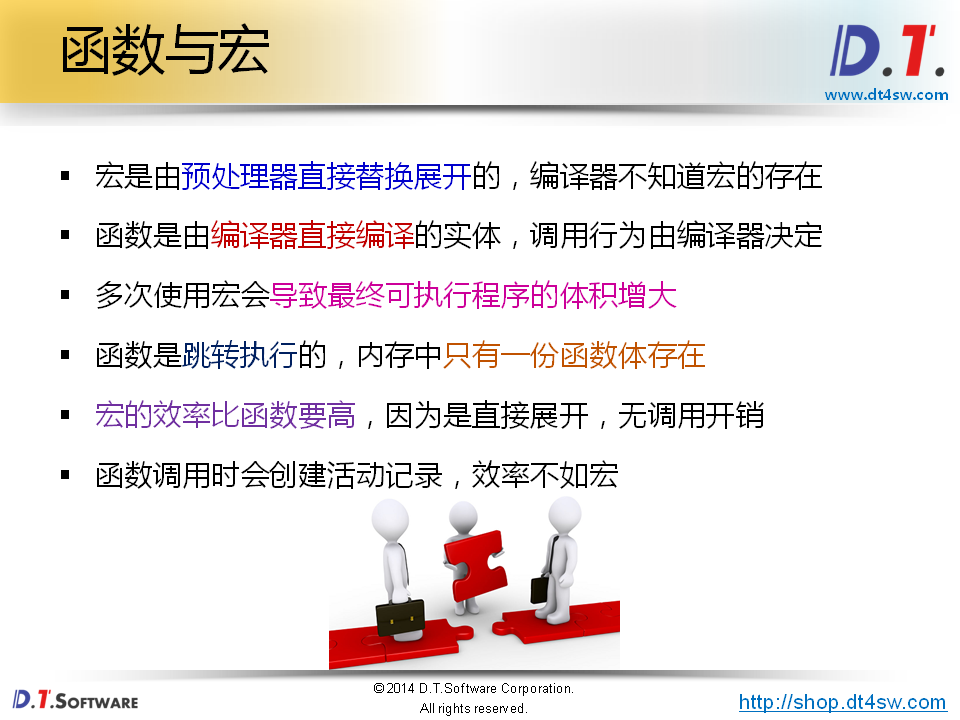 函数与宏
D.T.
www.dt4sw.com
▪ 宏是由预处理器直接替换展开的，编译器不知道宏的存在
▪ 函数是由编译器直接编译的实体，调用行为由编译器决定
▪ 多次使用宏会导致最终可执行程序的体积增大
▪ 函数是跳转执行的，内存中只有一份函数体存在
▪ 宏的效率比函数要高，因为是直接展开，无调用开销
▪ 函数调用时会创建活动记录，效率不如宏
D.T.SOFTWARE
©2014 D.T.Software Corporation.
All rights reserved.
http://shop.dt4sw.com